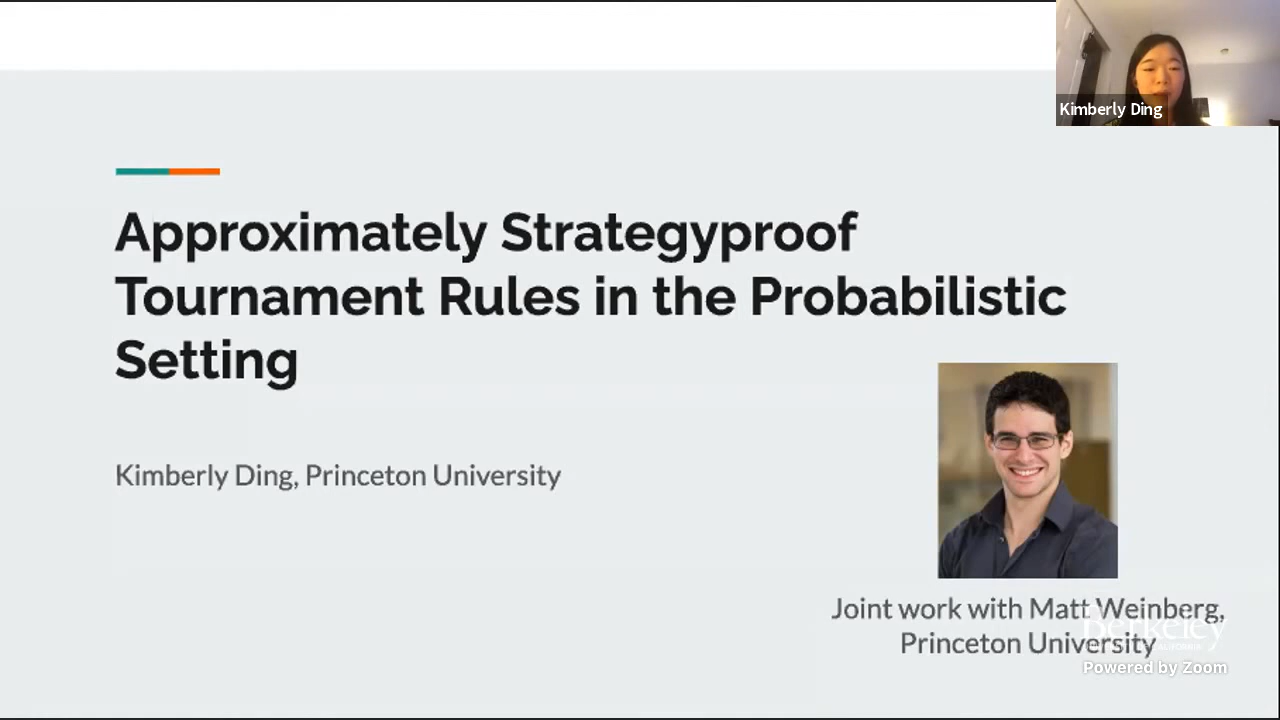 Kimberly Ding
Approximately Strategyproof
Tournament Rules in the Probabilistic
Setting
Kimberly Ding, Princeton University
Joint work with Matt Weinberg,
Princeton University
Berkeley
Powered by Zoom